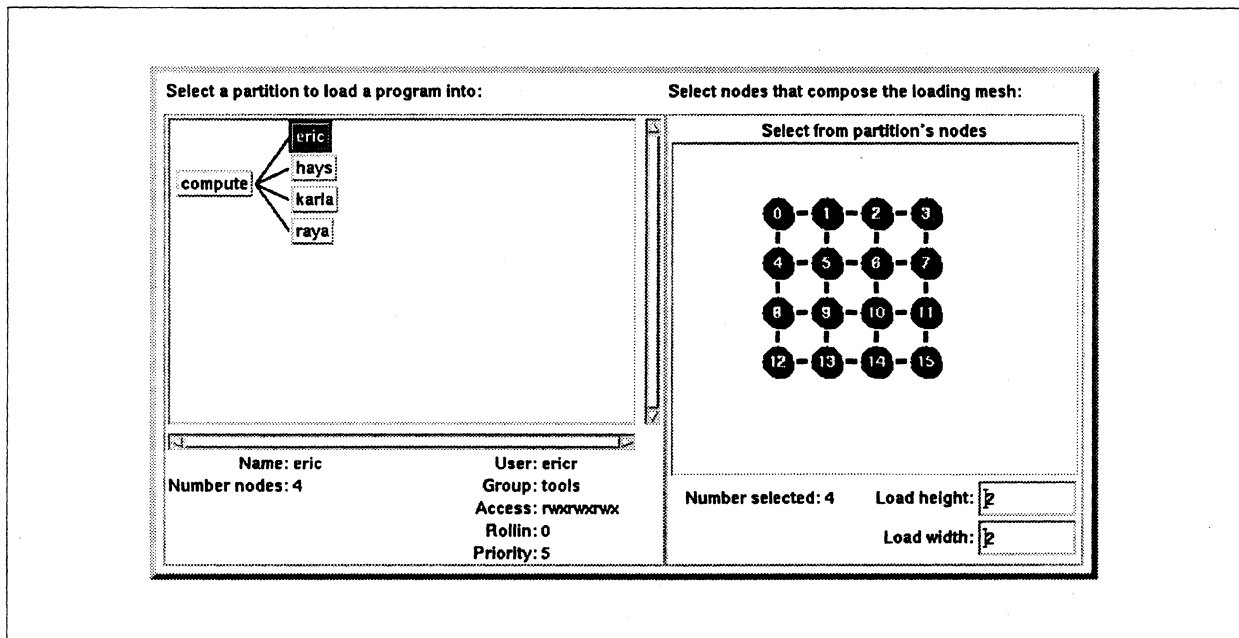 Select a partition to load a program into:
Select nodes that compose the loading mesh:
eric
hays
compute
karla
raya
Select from partition's nodes
0 1 2 3
4 5 6 7
8 9 10 11
12 13 14 15
Name: eric
Number nodes: 4
User: ericr
Group: tools
Access: rwxrwxrwx
Rollin: 0
Priority: 5
Number selected: 4
Load height: 2
Load width: 2